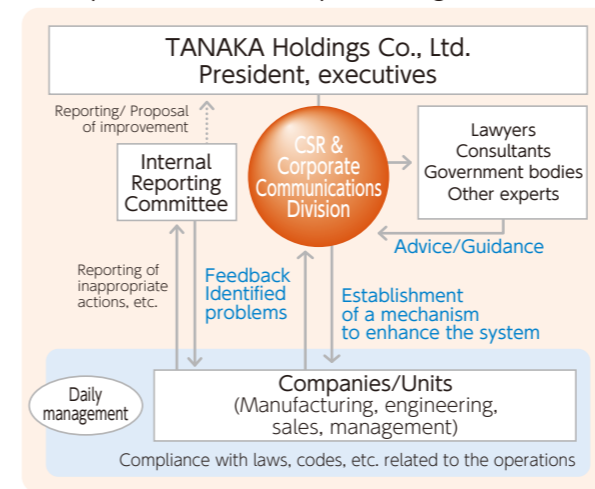 TANAKA Holdings Co., Ltd.
President, executives
Reporting/ Proposal
of improvement
Internal
Reporting
Committee
CSR &
Corporate
Communications
Division
Lawyers
Consultants
Government bodies
Other experts
Advice/Guidance
Reporting of
inappropriate
actions, etc.
Feedback
Identified
problems
Establishment
of a mechanism
to enhance the system
Daily
management
Companies/Units
(Manufacturing, engineering,
sales, management)
Compliance with laws, codes, etc. related to the operations